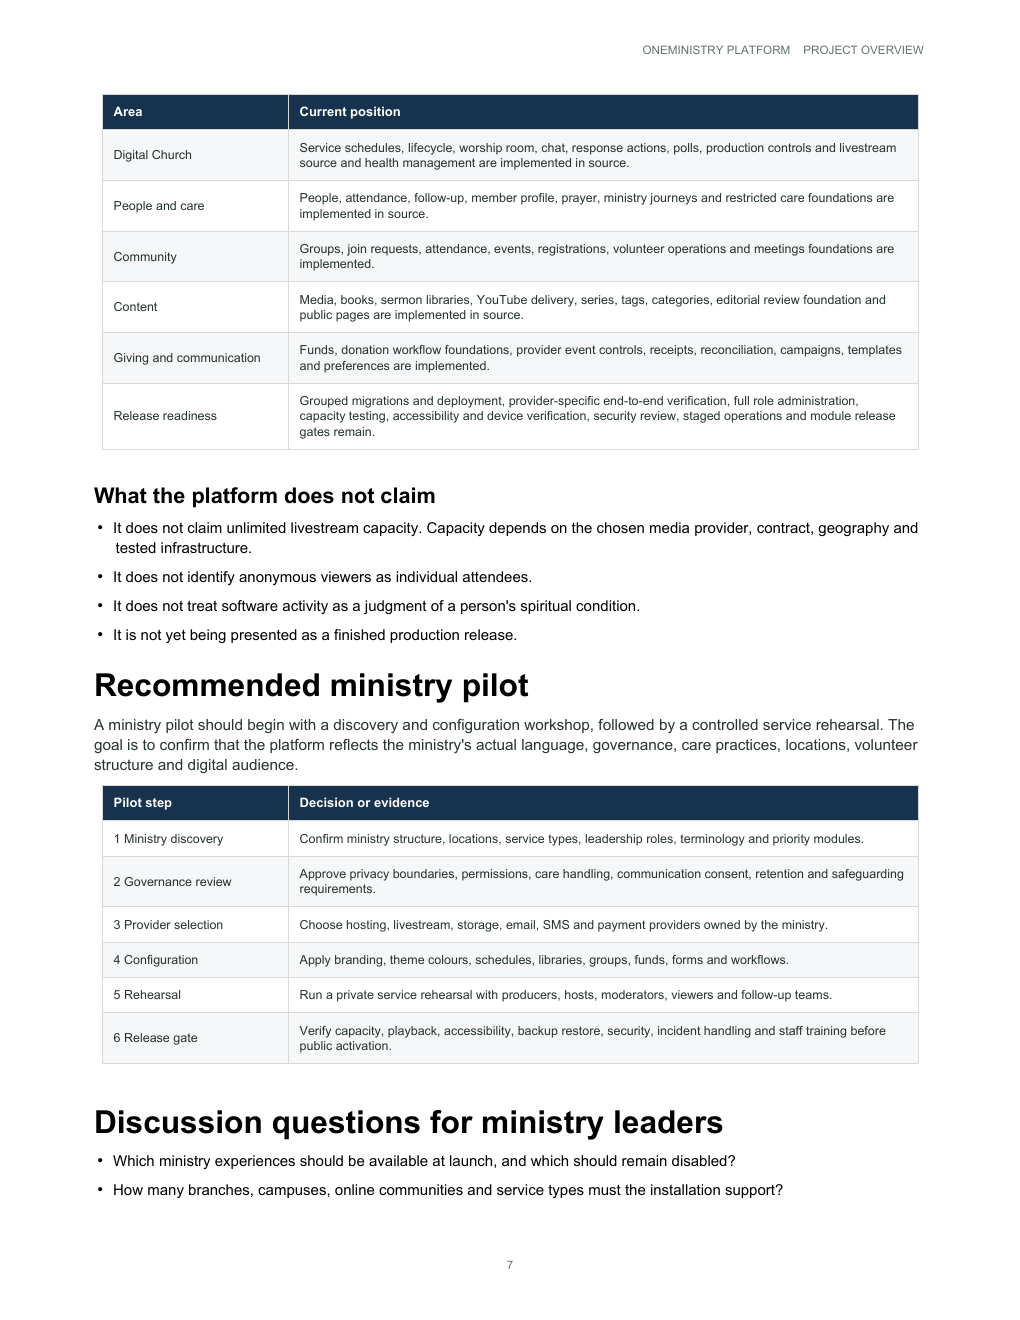 ONEMINISTRY PLATFORM PROJECT OVERVIEW
Area
Current position
Digital Church
Service schedules, lifecycle, worship room, chat, response actions, polls, production controls and livestream
source and health management are implemented in source.
People and care
People, attendance, follow-up, member profile, prayer, ministry journeys and restricted care foundations are
implemented in source.
Community
Groups, join requests, attendance, events, registrations, volunteer operations and meetings foundations are
implemented.
Content
Media, books, sermon libraries, YouTube delivery, series, tags, categories, editorial review foundation and
public pages are implemented in source.
Giving and communication
Funds, donation workflow foundations, provider event controls, receipts, reconciliation, campaigns, templates
and preferences are implemented.
Release readiness
Grouped migrations and deployment, provider-specific end-to-end verification, full role administration,
capacity testing, accessibility and device verification, security review, staged operations and module release
gates remain.
What the platform does not claim
• It does not claim unlimited livestream capacity. Capacity depends on the chosen media provider, contract, geography and
tested infrastructure.
• It does not identify anonymous viewers as individual attendees.
• It does not treat software activity as a judgment of a person's spiritual condition.
• It is not yet being presented as a finished production release.
Recommended ministry pilot
A ministry pilot should begin with a discovery and configuration workshop, followed by a controlled service rehearsal. The
goal is to confirm that the platform reflects the ministry's actual language, governance, care practices, locations, volunteer
structure and digital audience.
Pilot step
Decision or evidence
1 Ministry discovery
Confirm ministry structure, locations, service types, leadership roles, terminology and priority modules.
2 Governance review
Approve privacy boundaries, permissions, care handling, communication consent, retention and safeguarding
requirements.
3 Provider selection
Choose hosting, livestream, storage, email, SMS and payment providers owned by the ministry.
4 Configuration
Apply branding, theme colours, schedules, libraries, groups, funds, forms and workflows.
5 Rehearsal
Run a private service rehearsal with producers, hosts, moderators, viewers and follow-up teams.
6 Release gate
Verify capacity, playback, accessibility, backup restore, security, incident handling and staff training before
public activation.
Discussion questions for ministry leaders
• Which ministry experiences should be available at launch, and which should remain disabled?
• How many branches, campuses, online communities and service types must the installation support?
7